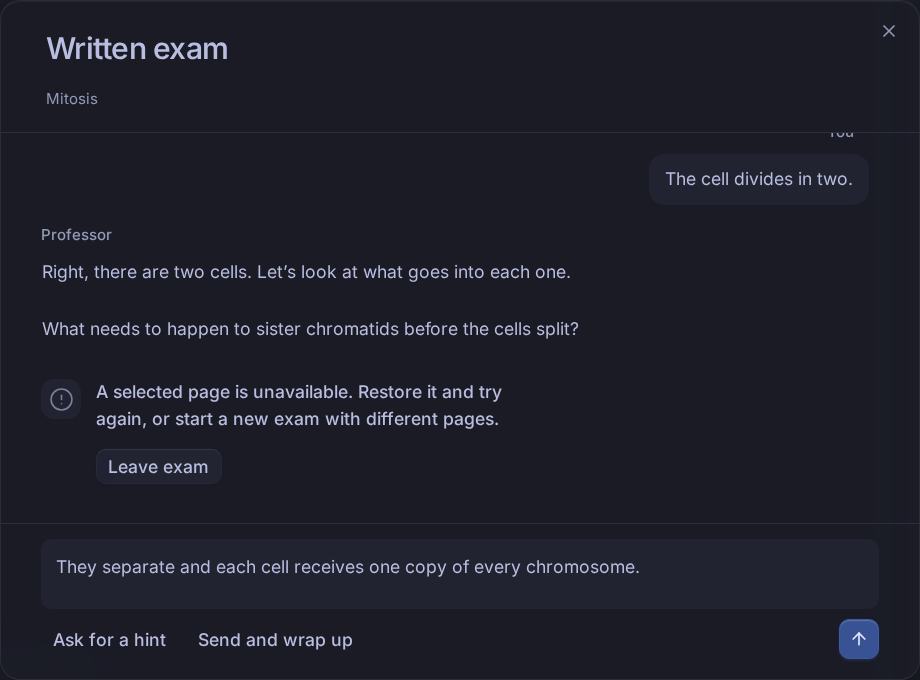 Written exam
Mitosis
You
The cell divides in two.
Professor
Right, there are two cells. Let’s look at what goes into each one.
What needs to happen to sister chromatids before the cells split?
A selected page is unavailable. Restore it and try
again, or start a new exam with different pages.
Leave exam
They separate and each cell receives one copy of every chromosome.
Ask for a hint
Send and wrap up